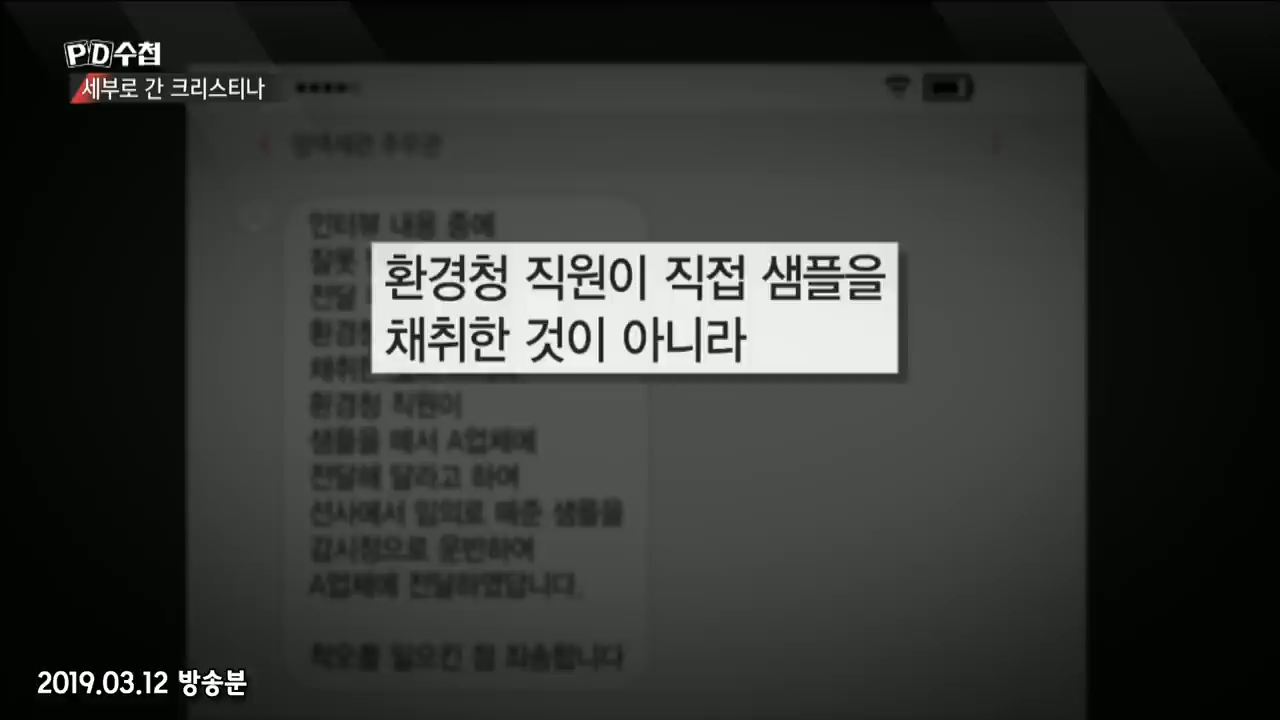 PD수첩
세부로 간 크리스티나
인터뷰 내용 중에
잘못
전달
환경청 직원이 직접 샘플을
채취한 것이 아니라
환경청 직원이
샘플을 떼서 A업체에
전달해 달라고 하여
선사에서 임의로 떼준 샘플을
감시정으로 운반하여
A업체에 전달하였답니다.
착오를 일으킨 점 죄송합니다
2019.03.12 방송분